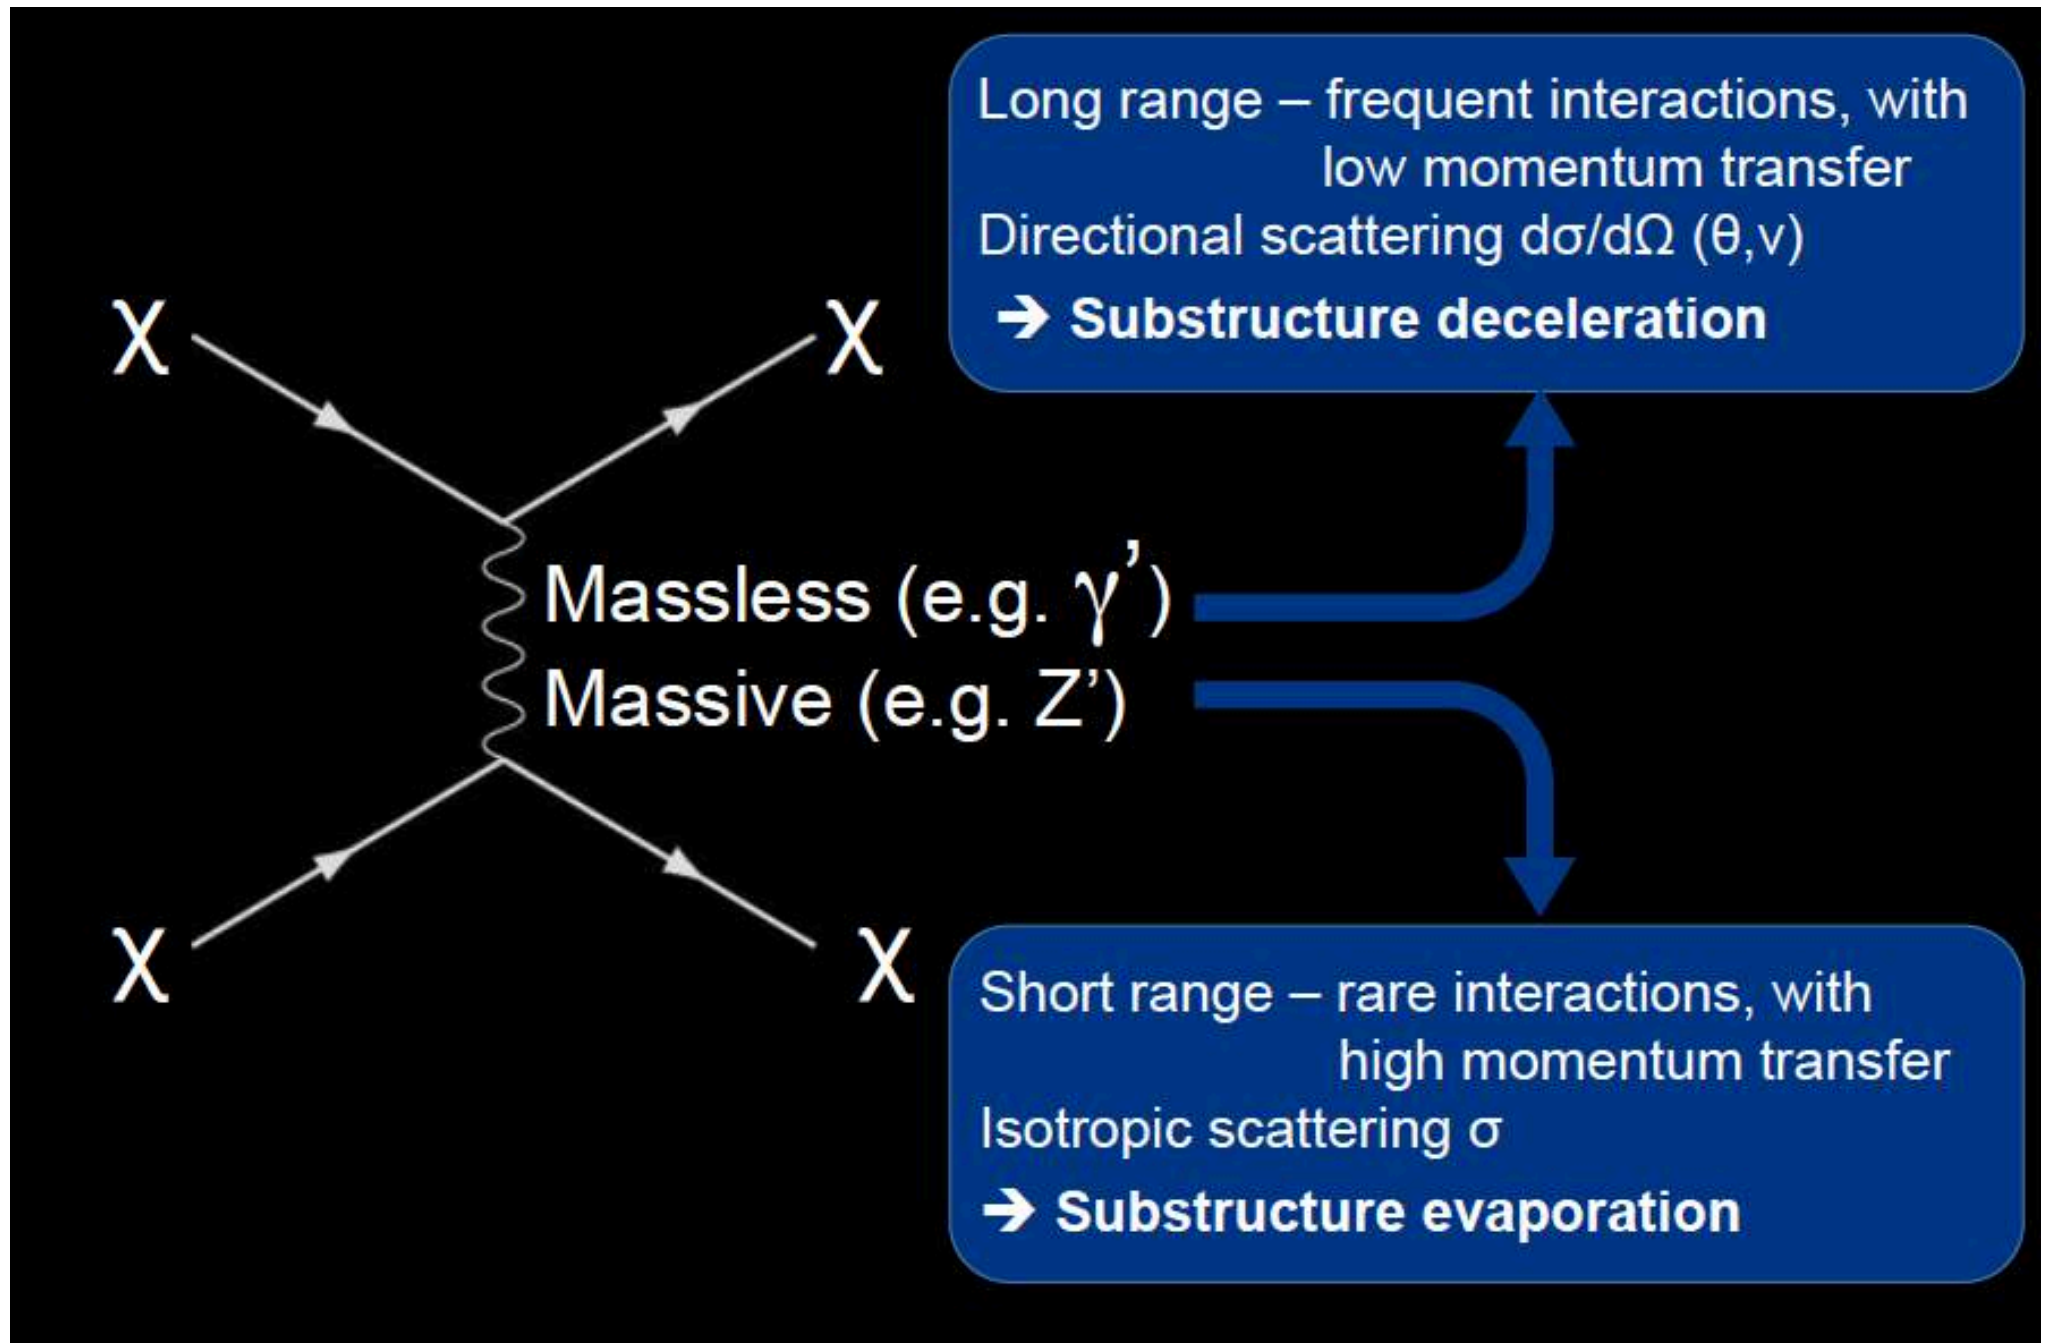 Long range – frequent interactions, with
low momentum transfer
Directional scattering dσ/dΩ (θ,v)
➔ Substructure deceleration
χ
χ
Massless (e.g. γ’)
Massive (e.g. Z’)
χ
χ
Short range – rare interactions, with
high momentum transfer
Isotropic scattering σ
➔ Substructure evaporation